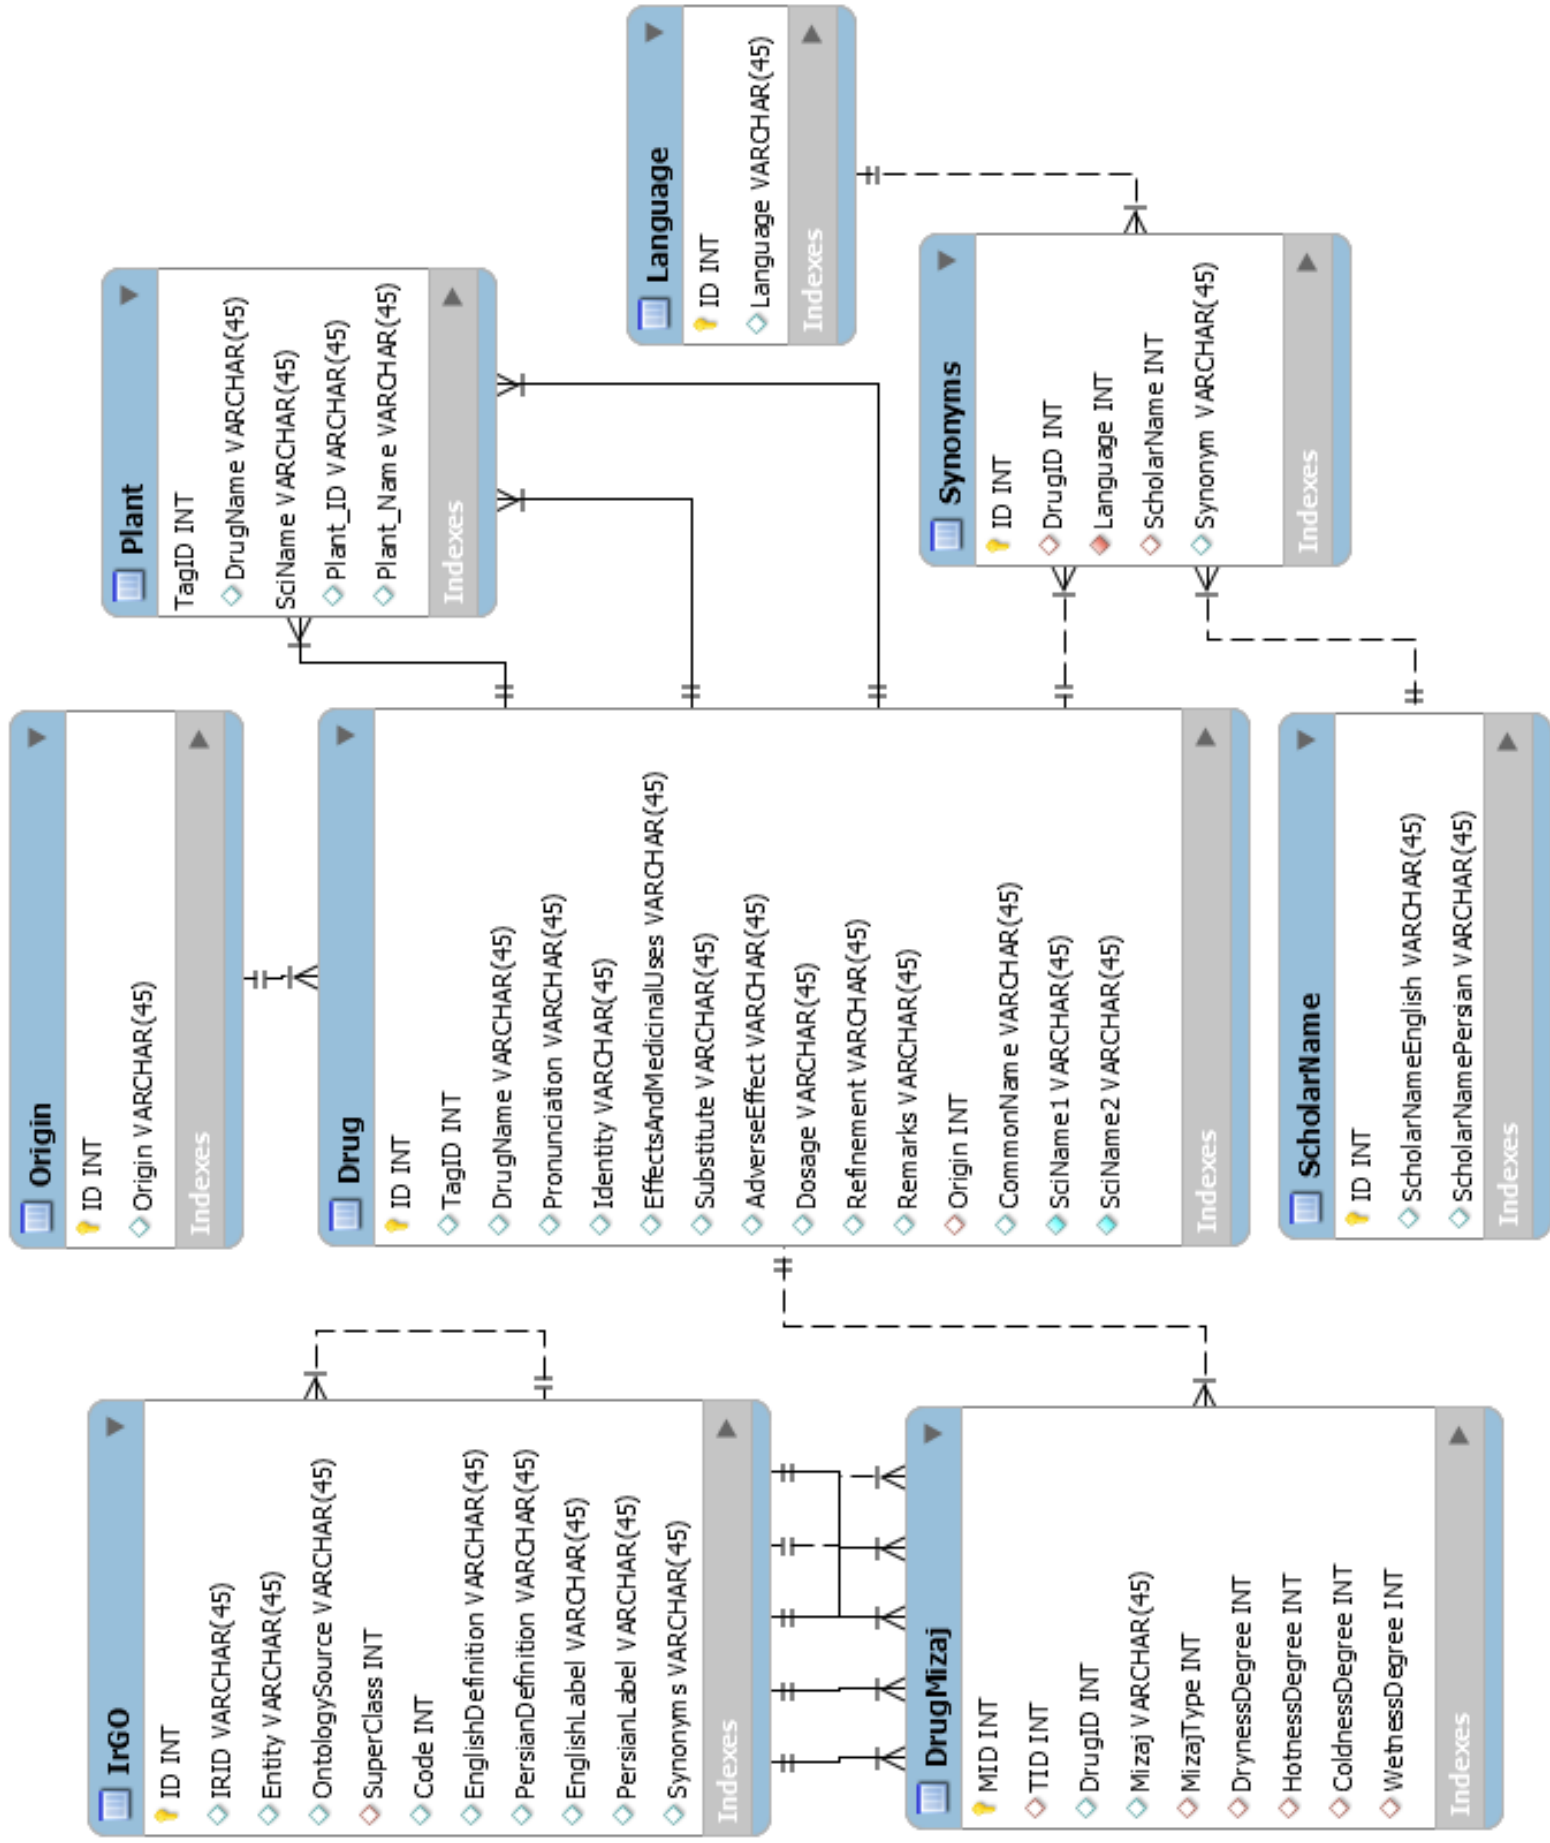 IrGO
ID INT
IRID VARCHAR(45)
Entity VARCHAR(45)
OntologySource VARCHAR(45)
SuperClass INT
Code INT
EnglishDefinition VARCHAR(45)
PersianDefinition VARCHAR(45)
EnglishLabel VARCHAR(45)
PersianLabel VARCHAR(45)
Synonyms VARCHAR(45)
Indexes
DrugMizaj
MID INT
TID INT
DrugID INT
Mizaj VARCHAR(45)
MizajType INT
DrynessDegree INT
HotnessDegree INT
ColdnessDegree INT
WetnessDegree INT
Indexes
Origin
ID INT
Origin VARCHAR(45)
Indexes
Drug
ID INT
TagID INT
DrugName VARCHAR(45)
Pronunciation VARCHAR(45)
Identity VARCHAR(45)
EffectsAndMedicinalUses VARCHAR(45)
Substitute VARCHAR(45)
AdverseEffect VARCHAR(45)
Dosage VARCHAR(45)
Refinement VARCHAR(45)
Remarks VARCHAR(45)
Origin INT
CommonName VARCHAR(45)
SciName1 VARCHAR(45)
SciName2 VARCHAR(45)
Indexes
ScholarName
ID INT
ScholarNameEnglish VARCHAR(45)
ScholarNamePersian VARCHAR(45)
Indexes
Plant
TagID INT
DrugName VARCHAR(45)
SciName VARCHAR(45)
Plant_ID VARCHAR(45)
Plant_Name VARCHAR(45)
Indexes
Language
ID INT
Language VARCHAR(45)
Indexes
Synonyms
ID INT
DrugID INT
Language INT
ScholarName INT
Synonym VARCHAR(45)
Indexes